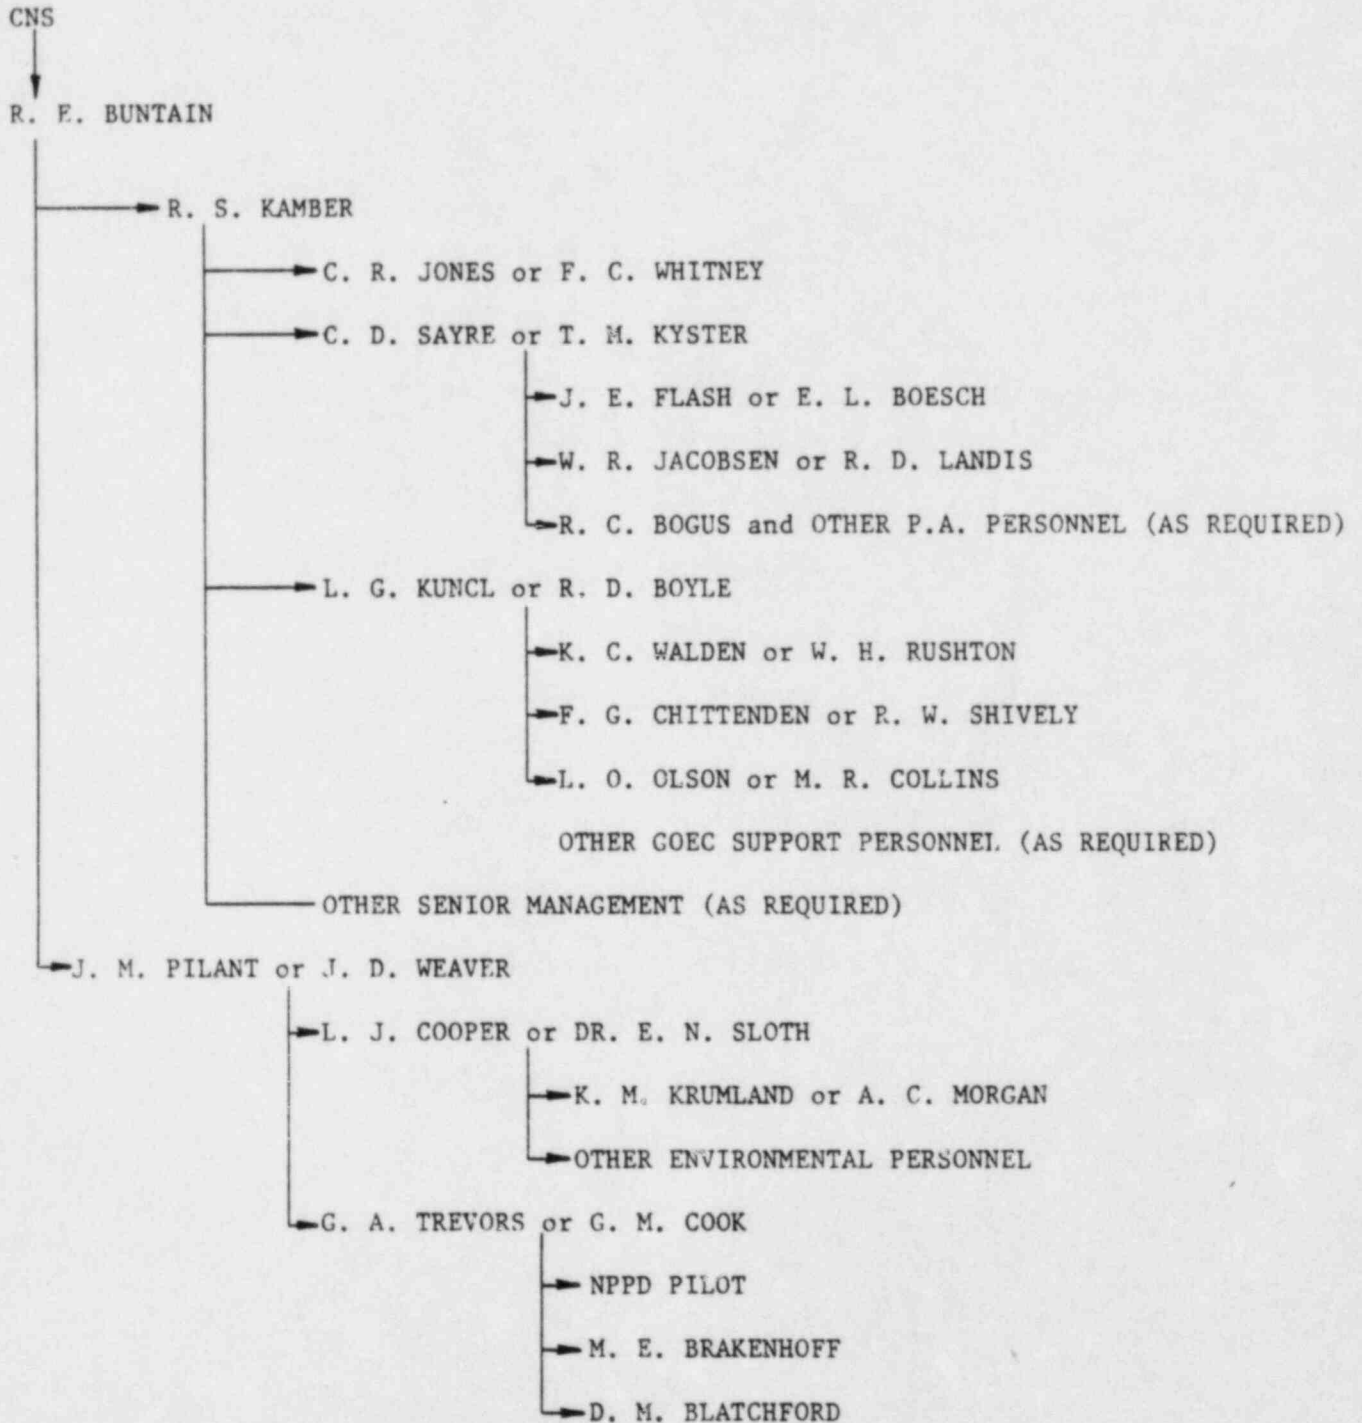 CNS
R. E. BUNTAIN
R. S. KAMBER
C. R. JONES or F. C. WHITNEY
C. D. SAYRE or T. M. KYSTER
J. E. FLASH or E. L. BOESCH
W. R. JACOBSEN or R. D. LANDIS
R. C. BOGUS and OTHER P.A. PERSONNEL (AS REQUIRED)
L. G. KUNCL or R. D. BOYLE
K. C. WALDEN or W. H. RUSHTON
F. G. CHITTENDEN or R. W. SHIVELY
L. O. OLSON or M. R. COLLINS
OTHER GOEC SUPPORT PERSONNEL (AS REQUIRED)
OTHER SENIOR MANAGEMENT (AS REQUIRED)
J. M. PILANT or J. D. WEAVER
L. J. COOPER or DR. E. N. SLOTH
K. M. KRUMLAND or A. C. MORGAN
OTHER ENVIRONMENTAL PERSONNEL
G. A. TREVORS or G. M. COOK
NPPD PILOT
M. E. BRAKENHOFF
D. M. BLATCHFORD